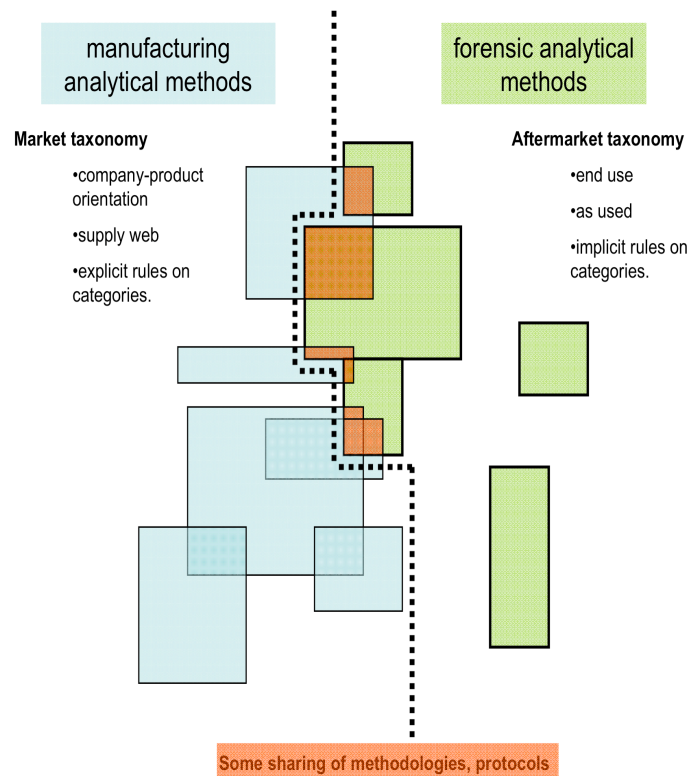 manufacturing
analytical methods
forensic analytical
methods
Market taxonomy
•company-product
orientation
•supply web
•explicit rules on
categories.
Aftermarket taxonomy
•end use
•as used
•implicit rules on
categories.
Some sharing of methodologies, protocols